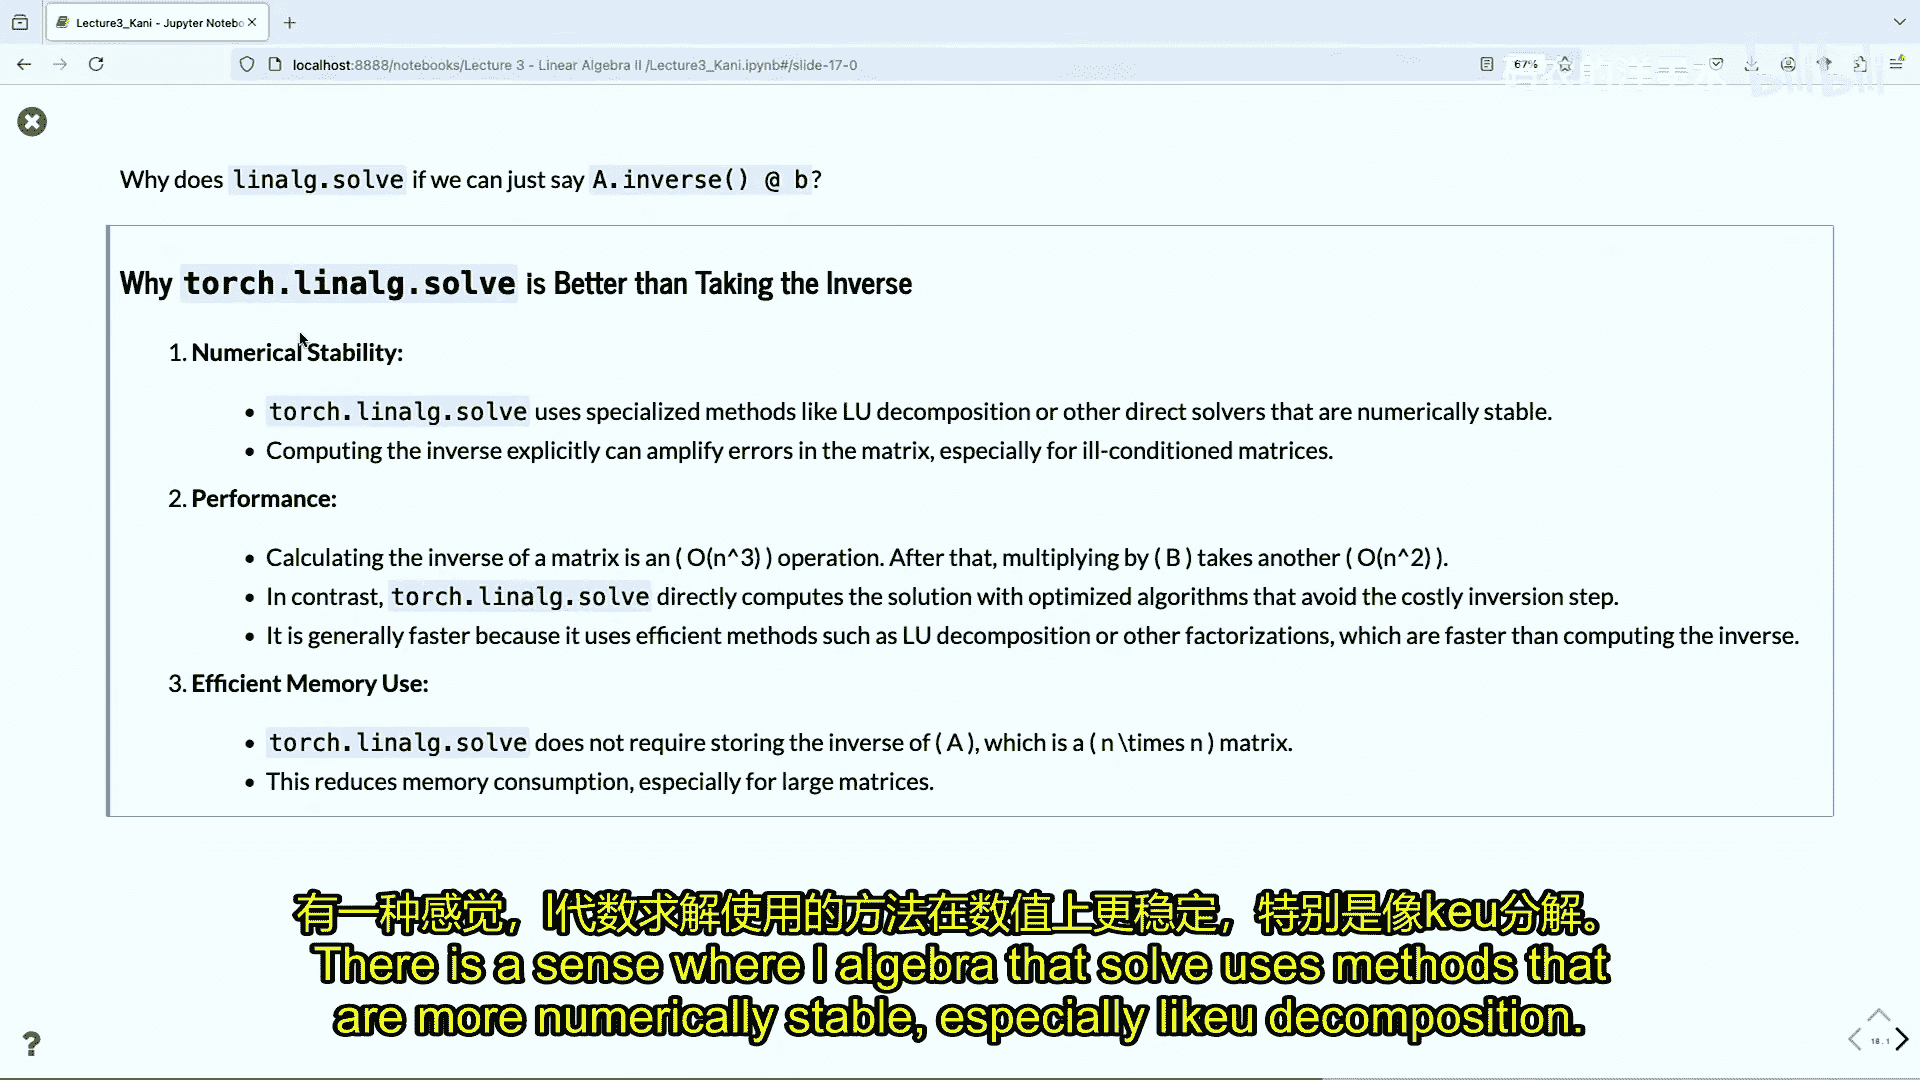 Lecture3_Kani - Jupyter Notebo
localhost:8888/notebooks/Lecture 3 - Linear Algebra II /Lecture3_Kani.ipynb#/slide-17-0
67%
bilibili
Why does linalg.solve if we can just say A.inverse() @ b?
Why torch.linalg.solve is Better than Taking the Inverse
1. Numerical Stability:
• torch.linalg.solve uses specialized methods like LU decomposition or other direct solvers that are numerically stable.
• Computing the inverse explicitly can amplify errors in the matrix, especially for ill-conditioned matrices.
2. Performance:
• Calculating the inverse of a matrix is an ( O(n^3) ) operation. After that, multiplying by ( B ) takes another ( O(n^2) ).
• In contrast, torch.linalg.solve directly computes the solution with optimized algorithms that avoid the costly inversion step.
• It is generally faster because it uses efficient methods such as LU decomposition or other factorizations, which are faster than computing the inverse.
3. Efficient Memory Use:
• torch.linalg.solve does not require storing the inverse of ( A ), which is a ( n \times n ) matrix.
• This reduces memory consumption, especially for large matrices.
有一种感觉，l代数求解使用的方法在数值上更稳定，特别是像keu分解。
There is a sense where l algebra that solve uses methods that
are more numerically stable, especially likeu decomposition.
?
18.1